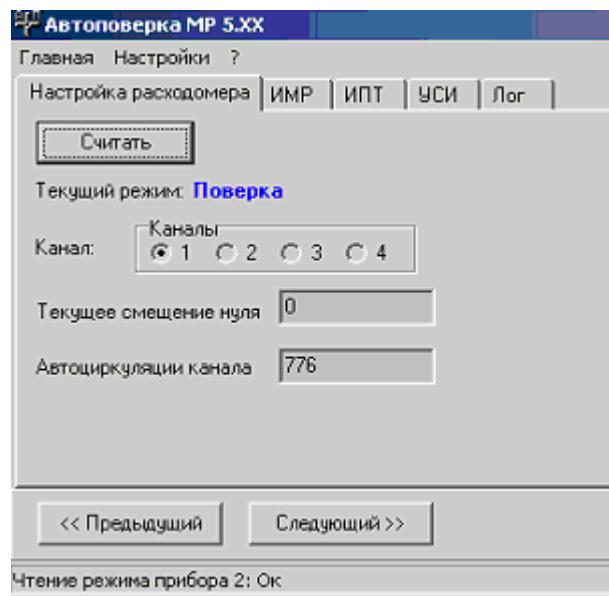 Автоповерка МР 5.XX
Главная Настройки ?
Настройка расходомера ИМР ИПТ УСИ Лог
Считать
Текущий режим: Поверка
Каналы
Канал: 1 2 3 4
Текущее смещение нуля 0
Автоциркуляции канала 776
<< Предыдущий Следующий >>
Чтение режима прибора 2: Ок